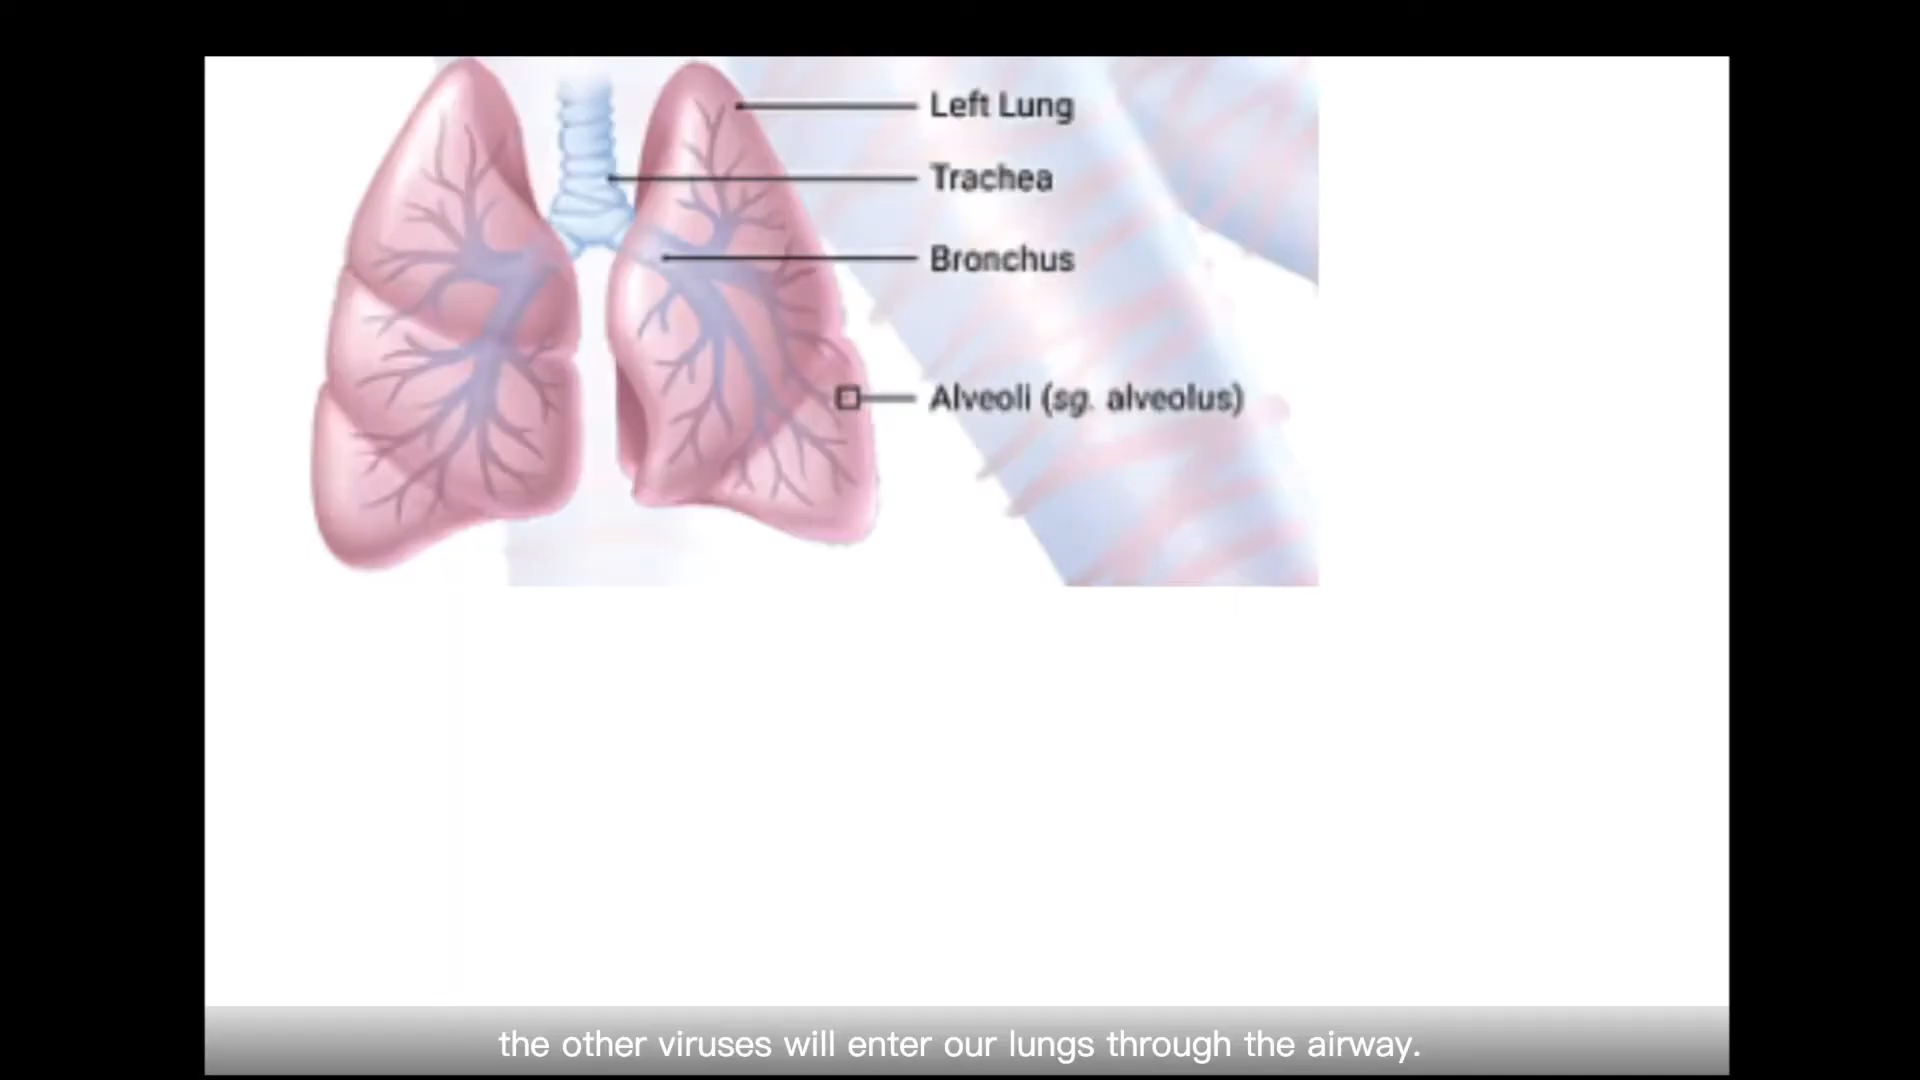 Left Lung
Trachea
Bronchus
Alveoli (sg. alveolus)
the other viruses will enter our lungs through the airway.